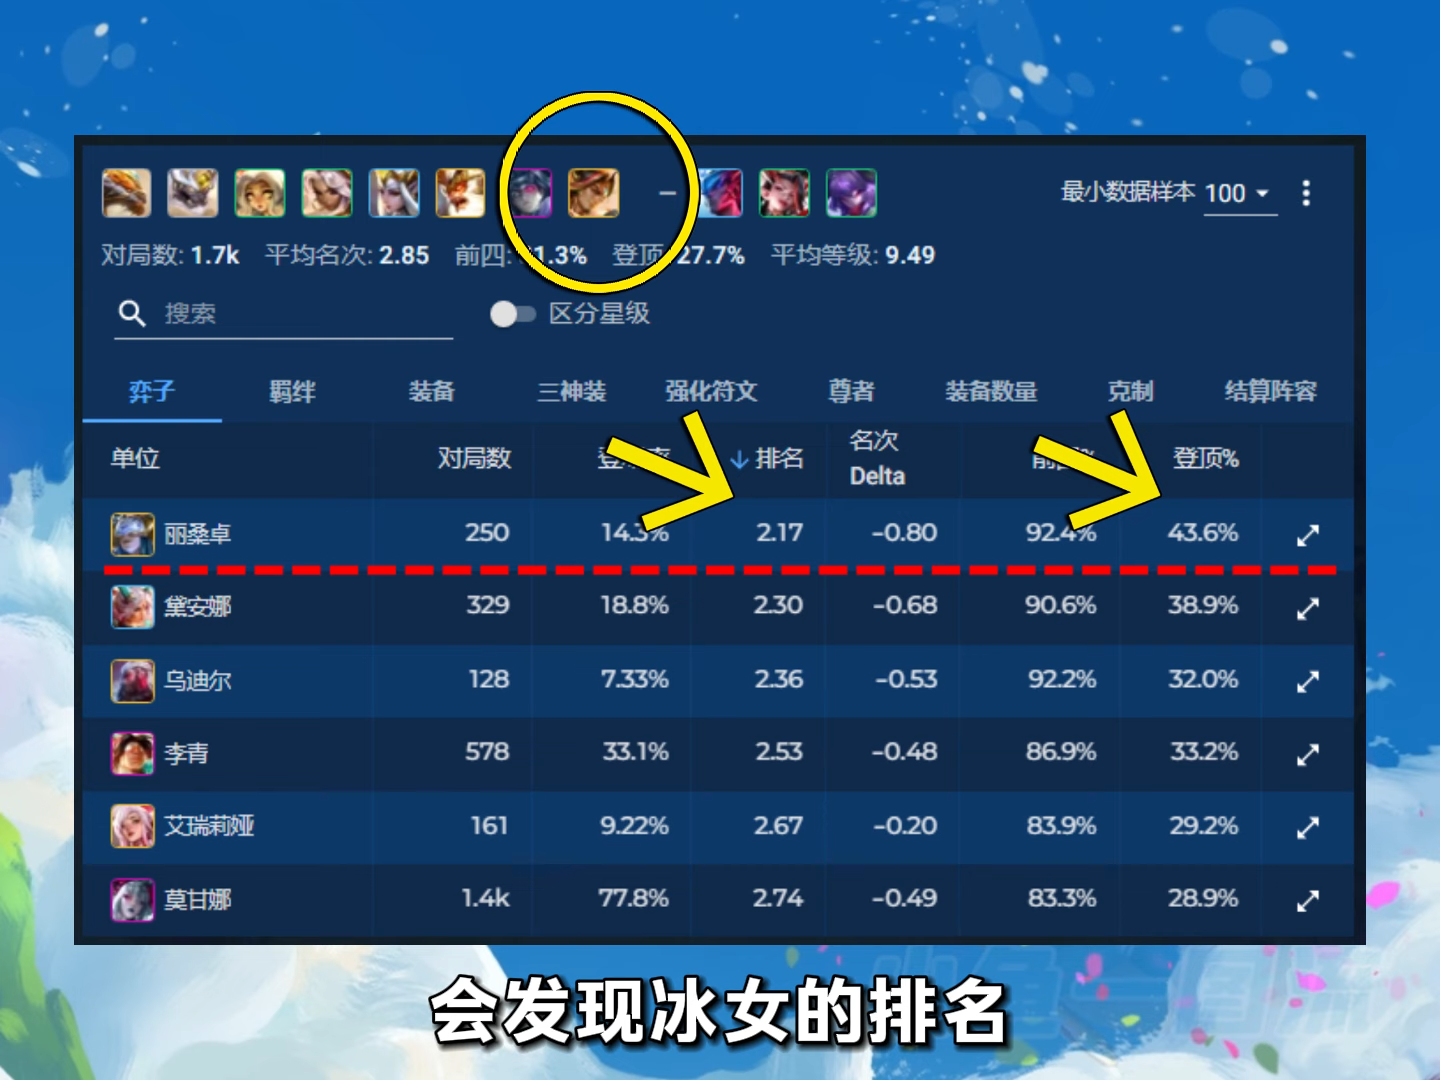 最小数据样本 100
对局数: 1.7k 平均名次: 2.85 前四: 1.3% 登顶 27.7% 平均等级: 9.49
搜索 区分星级
弈子 羁绊 装备 三神装 强化符文 尊者 装备数量 克制 结算阵容
单位 对局数 排名 名次 Delta 登顶%
丽桑卓 250 14.3% 2.17 -0.80 92.4% 43.6%
黛安娜 329 18.8% 2.30 -0.68 90.6% 38.9%
乌迪尔 128 7.33% 2.36 -0.53 92.2% 32.0%
李青 578 33.1% 2.53 -0.48 86.9% 33.2%
艾瑞莉娅 161 9.22% 2.67 -0.20 83.9% 29.2%
莫甘娜 1.4k 77.8% 2.74 -0.49 83.3% 28.9%
会发现冰女的排名